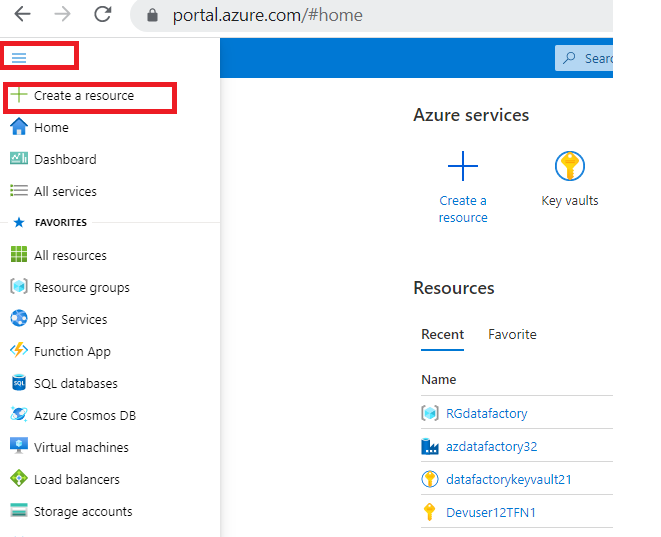 portal.azure.com/#home
Create a resource
Home
Dashboard
All services
FAVORITES
All resources
Resource groups
App Services
Function App
SQL databases
Azure Cosmos DB
Virtual machines
Load balancers
Storage accounts
Sear
Azure services
Create a
resource
Key vaults
Resources
Recent Favorite
Name
RGdatafactory
azdatafactory32
datafactorykeyvault21
Devuser12TFN1